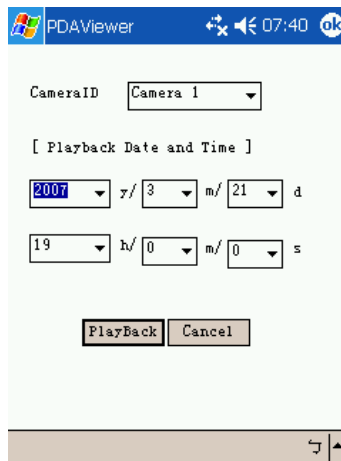 PDAViewer 07:40 ok
CameraID Camera 1
[ Playback Date and Time ]
2007 y/ 3 m/ 21 d
19 h/ 0 m/ 0 s
PlayBack Cancel